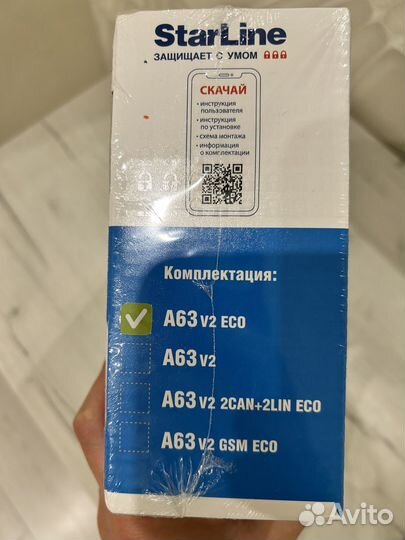 StarLine
ЗАЩИЩАЕТ С УМОМ
СКАЧАЙ
• инструкция
пользователя
• инструкция
по установке
• схема монтажа
• информация
о комплектации
Комплектация:
A63 V2 ECO
A63 V2
A63 V2 2CAN+2LIN ECO
A63 V2 GSM ECO
Avito